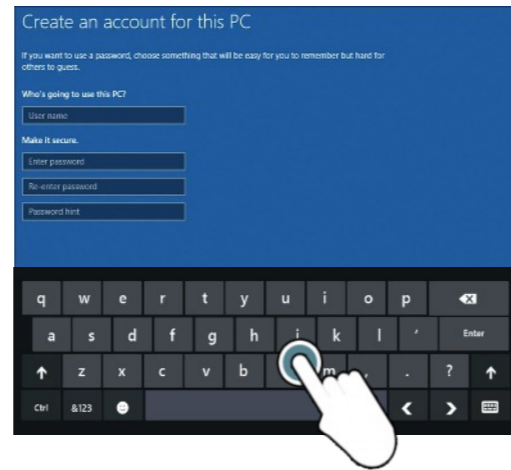 Create an account for this PC
If you want to use a password, choose something that will be easy for you to remember but hard for
others to guess.
Who's going to use this PC?
User name
Make it secure.
Enter password
Re-enter password
Password hint
q w e r t y u i o p
a s d f g h j k l ' Enter
z x c v b m , . ?
Ctrl &123 < >